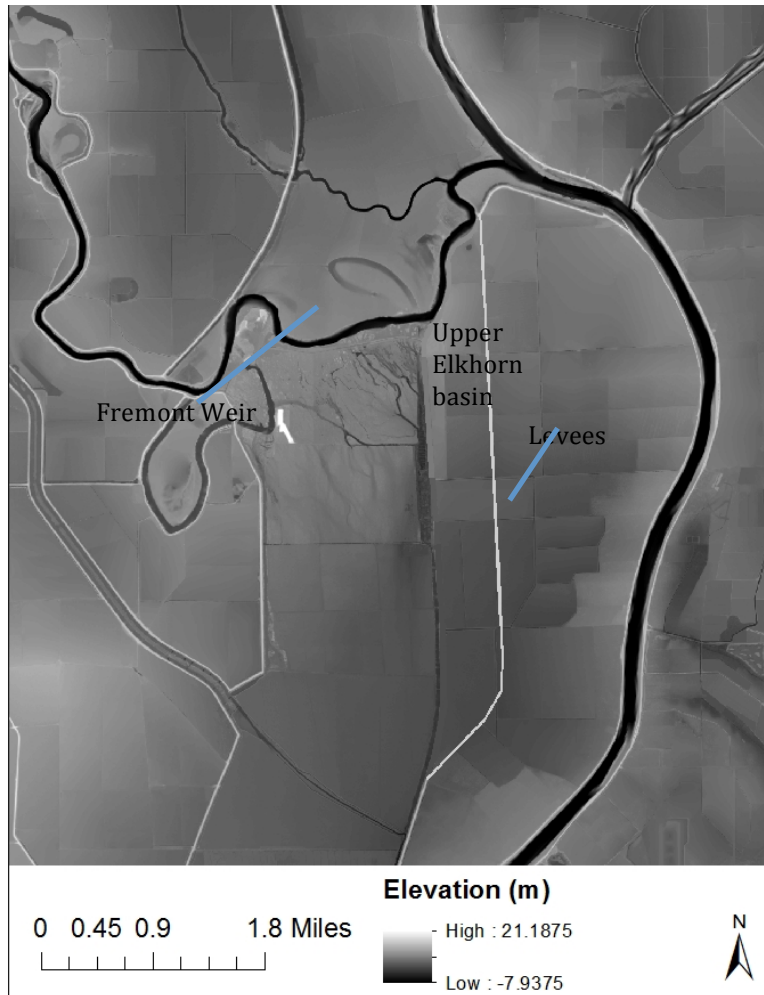 Upper
Elkhorn
basin
Fremont Weir
Levees
Elevation (m)
0 0.45 0.9 1.8 Miles
High : 21.1875
Low : -7.9375
N